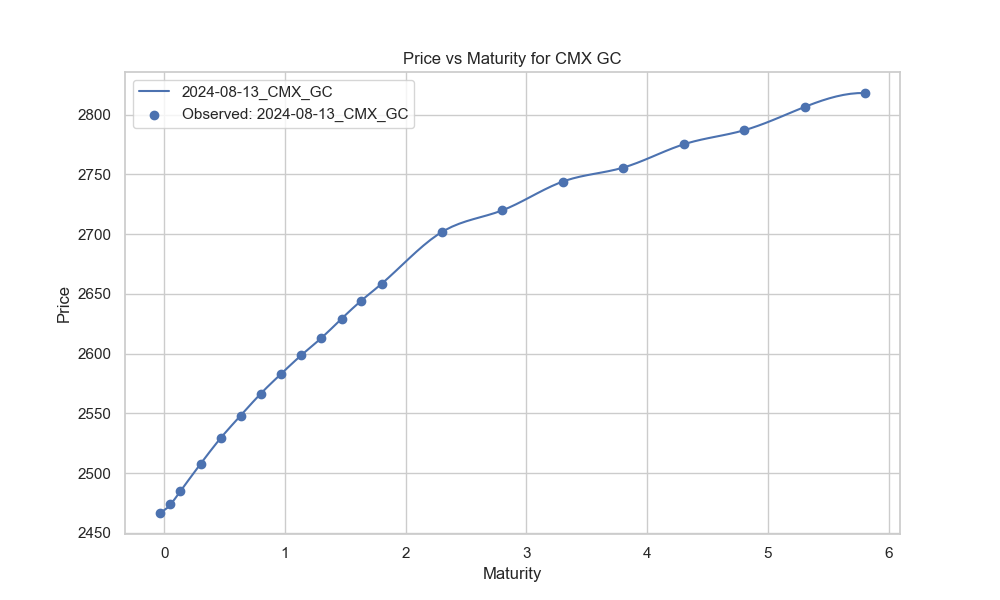 Price vs Maturity for CMX GC
2024-08-13_CMX_GC
Observed: 2024-08-13_CMX_GC
2800
2750
2700
2650
2600
2550
2500
2450
Price
0 1 2 3 4 5 6
Maturity